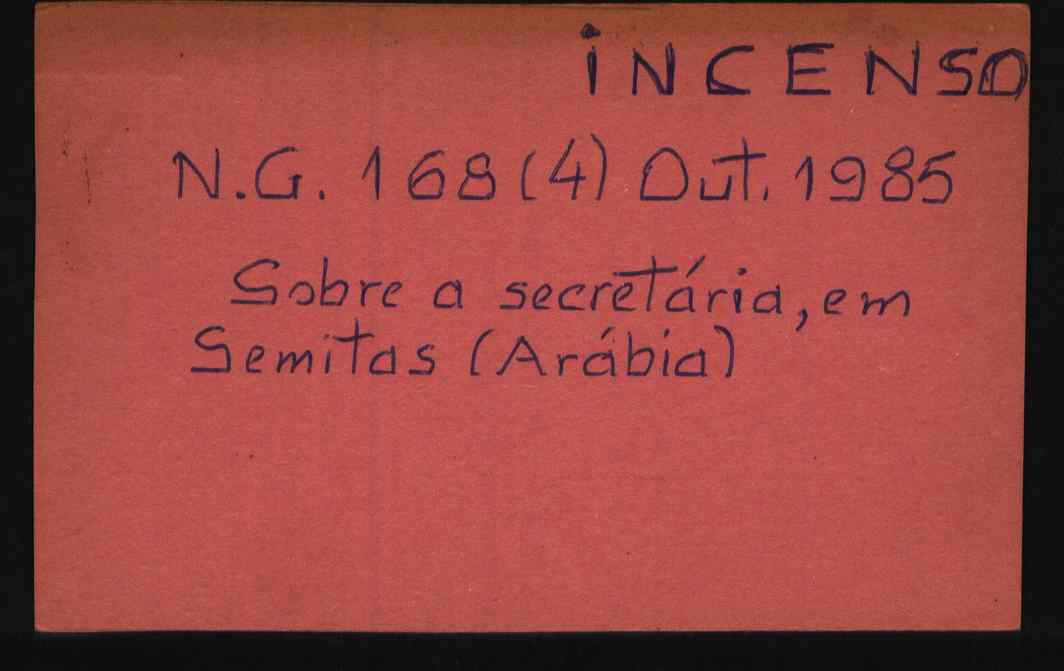 INCENSO
N.G. 168 (4) Out. 1985
Sobre a secretária, em
Semitas (Arábia)